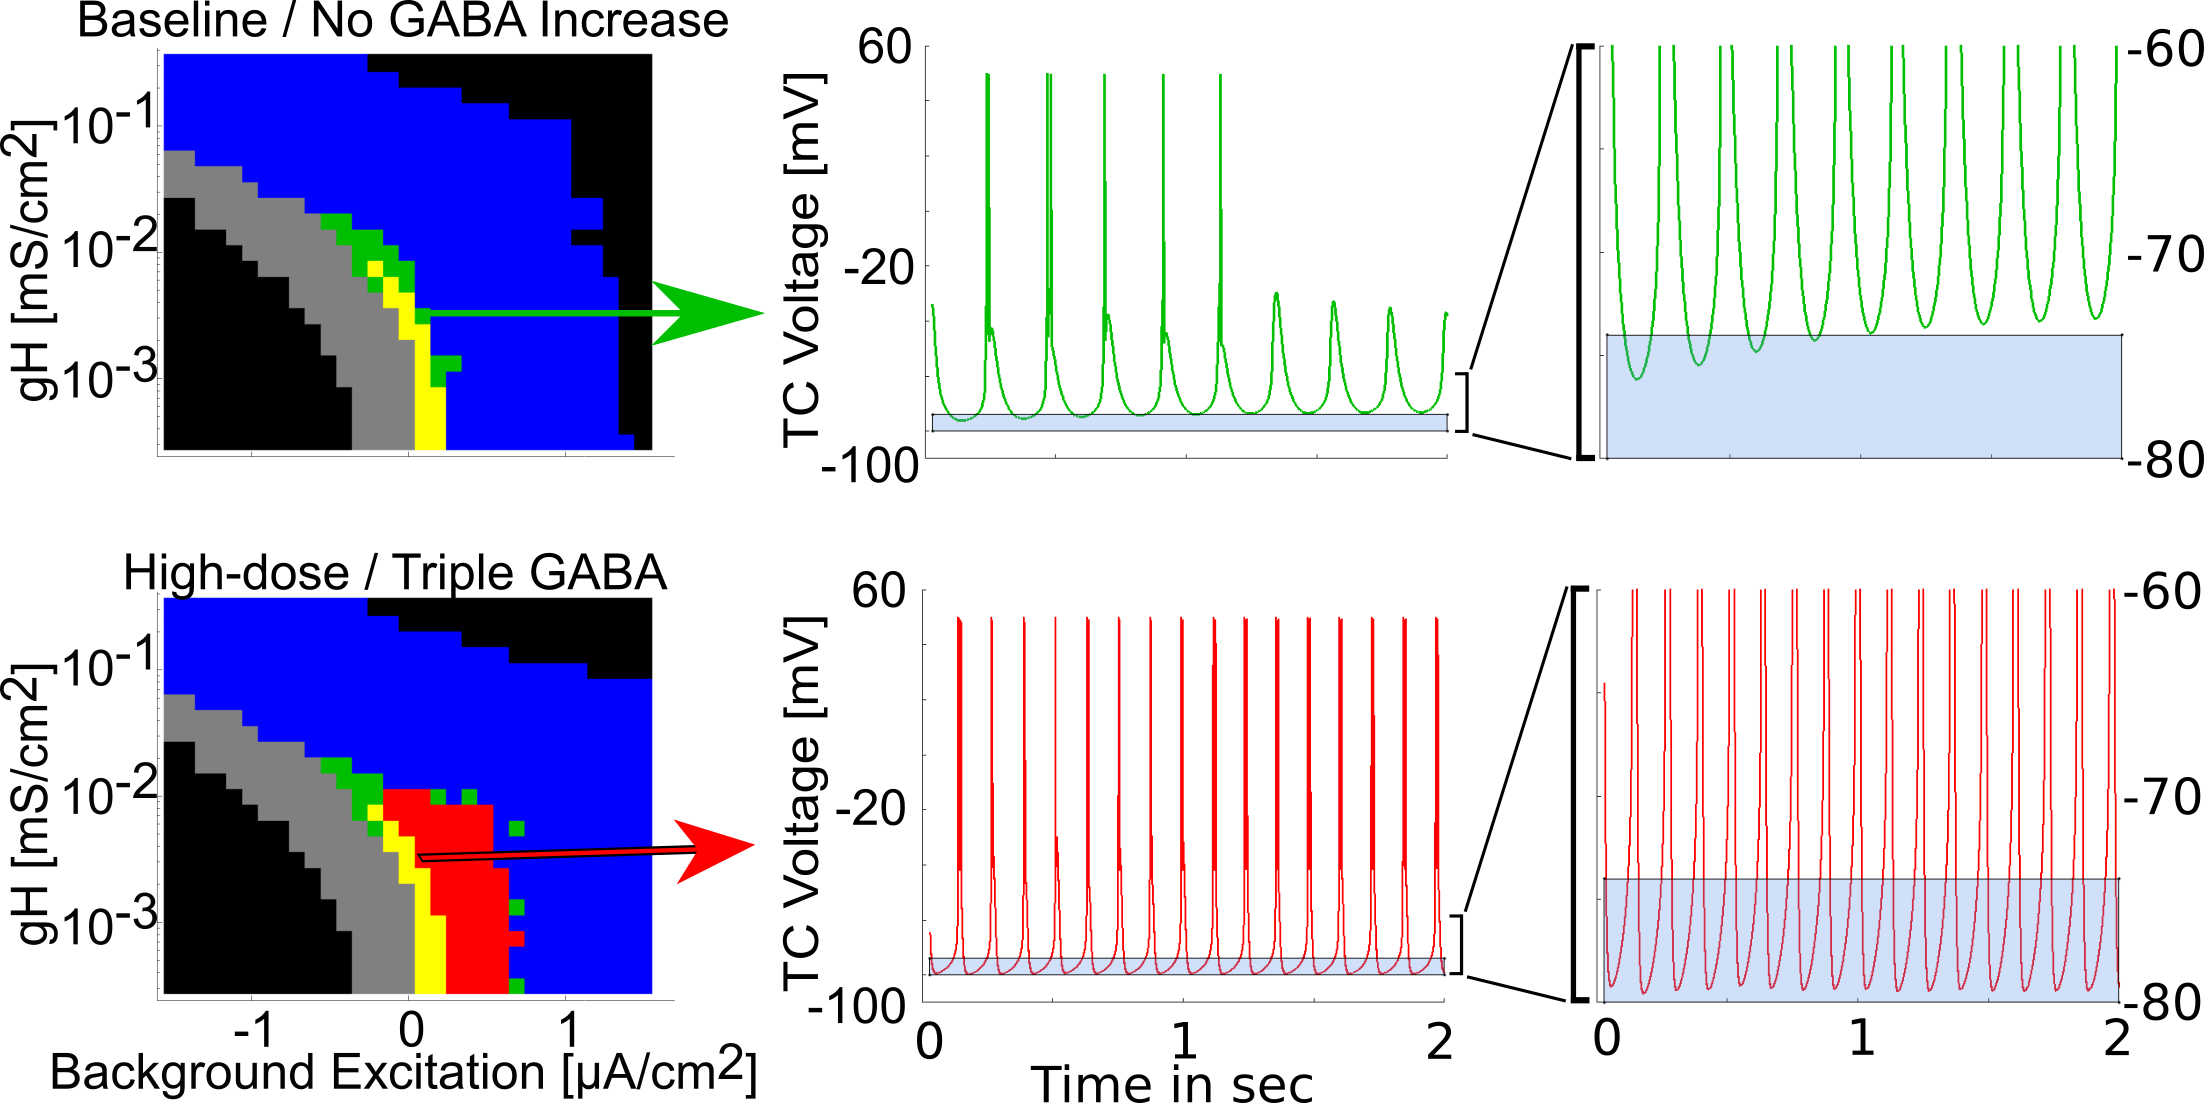 Baseline / No GABA Increase
gH [mS/cm2]
10-1
10-2
10-3
TC Voltage [mV]
60
-20
-100
-60
-70
-80
High-dose / Triple GABA
gH [mS/cm2]
10-1
10-2
10-3
-1 0 1
Background Excitation [µA/cm2]
TC Voltage [mV]
60
-20
-100
0 1 2
Time in sec
-60
-70
-80
0 1 2